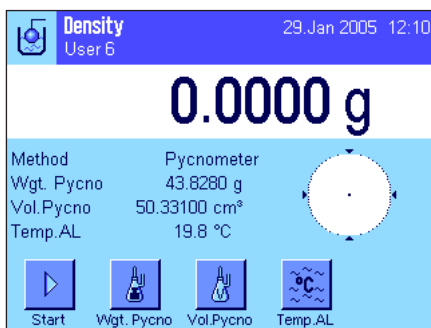 Density 29.Jan 2005 12:10
User 6
0.0000 g
Method Pycnometer
Wgt. Pycno 43.8280 g
Vol.Pycno 50.33100 cm³
Temp.AL 19.8 °C
°C
Start Wgt. Pycno Vol.Pycno Temp.AL